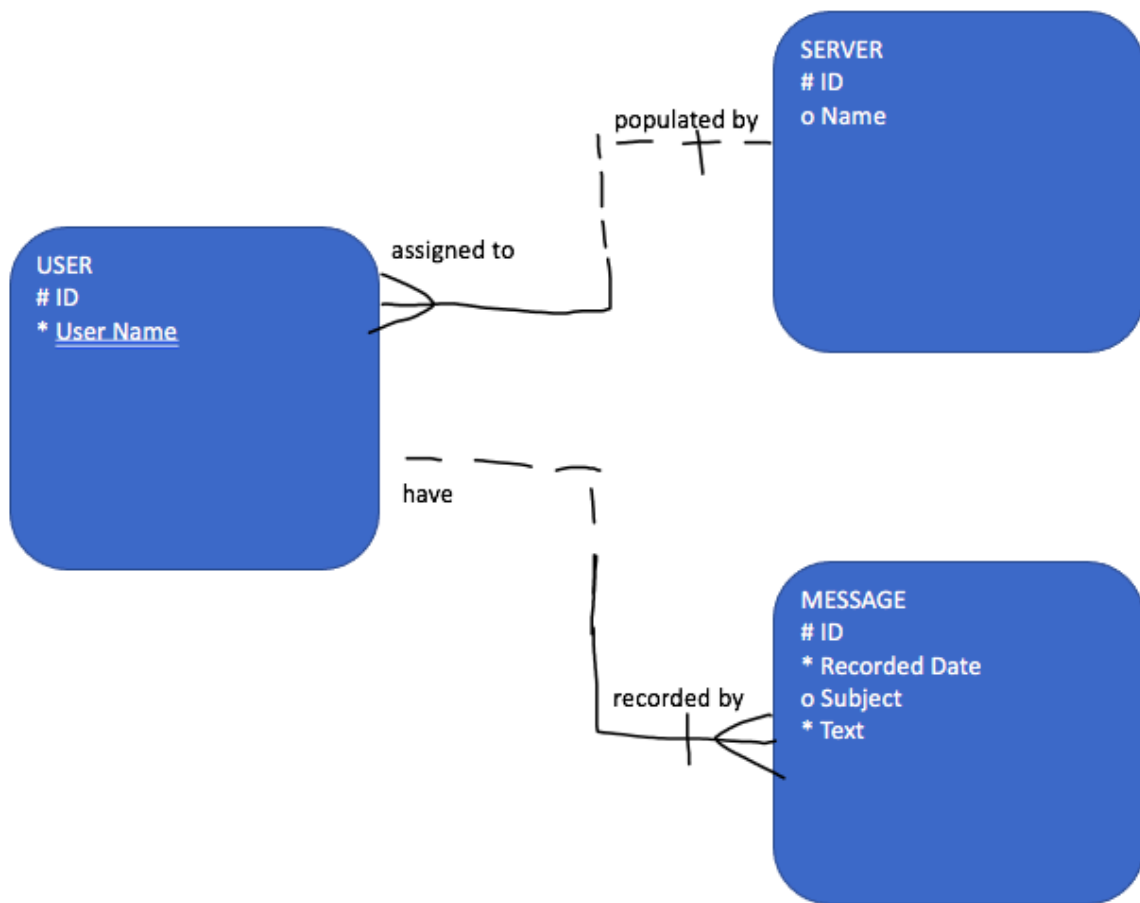 SERVER
# ID
o Name
populated by
assigned to
USER
# ID
* User Name
have
MESSAGE
# ID
* Recorded Date
o Subject
* Text
recorded by